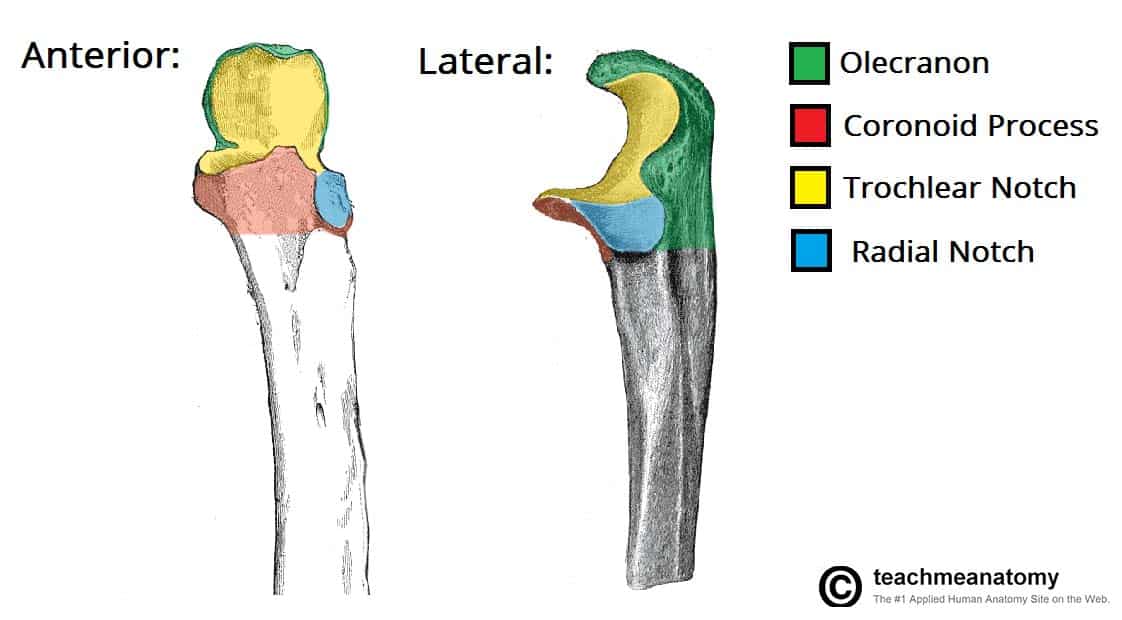 Anterior:
Lateral:
Olecranon
Coronoid Process
Trochlear Notch
Radial Notch
© teachmeanatomy
The #1 Applied Human Anatomy Site on the Web.